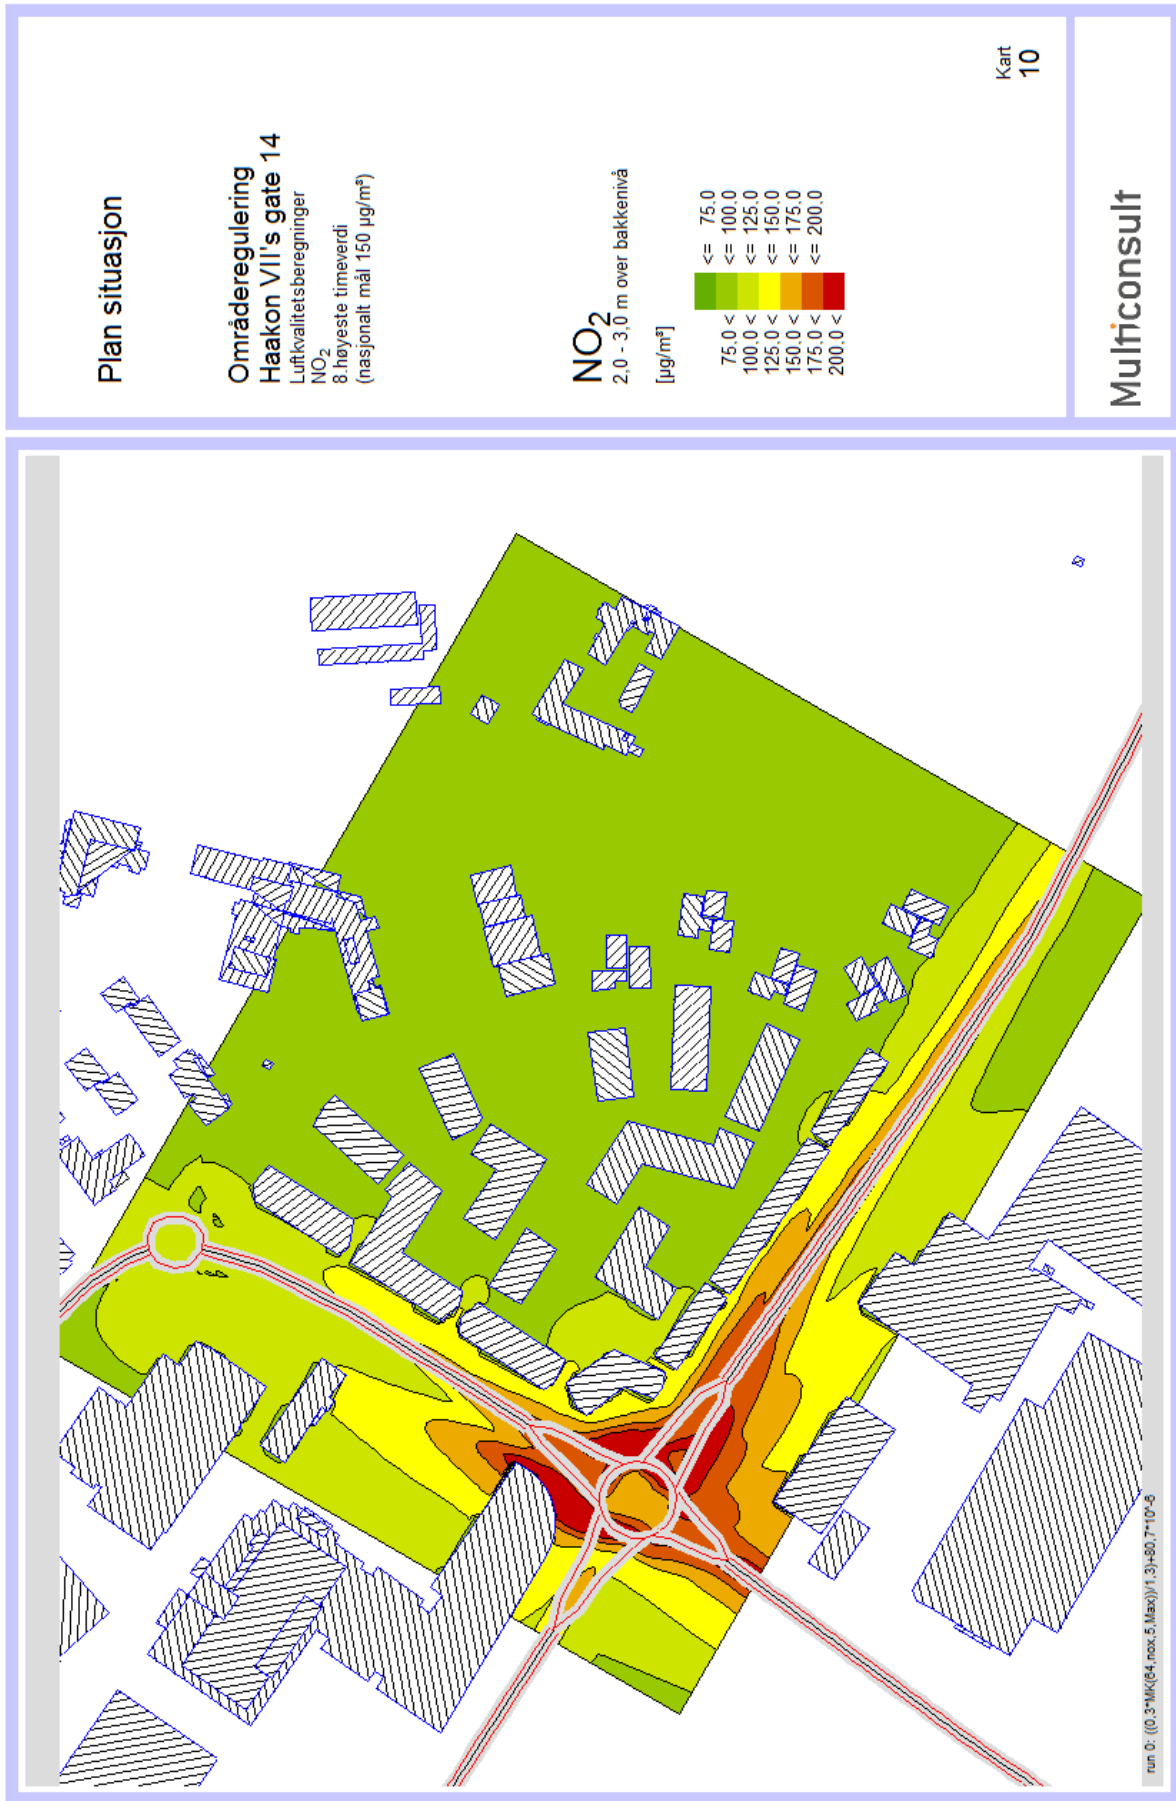 Plan situasjon
Områderegulering
Haakon VII's gate 14
Luftkvalitetsberegninger
NO2
8.høyeste timeverdi
(nasjonalt mål 150 µg/m³)
NO2
2,0 - 3,0 m over bakkenivå
[µg/m³]
<= 75.0
75.0 < <= 100.0
100.0 < <= 125.0
125.0 < <= 150.0
150.0 < <= 175.0
175.0 < <= 200.0
200.0 <
Kart
10
Multiconsult
run 0: ((0,3*MK(64,nox,5,Max))/1,3)+80,7*10^-6